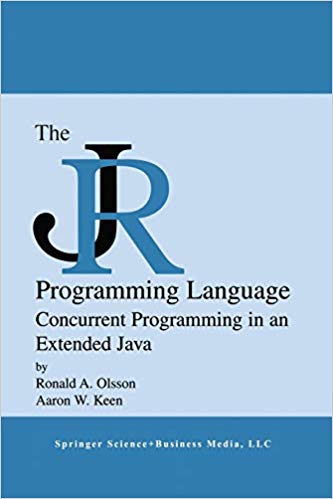 The
JR
Programming Language
Concurrent Programming in an
Extended Java
by
Ronald A. Olsson
Aaron W. Keen
Springer Science+Business Media, LLC